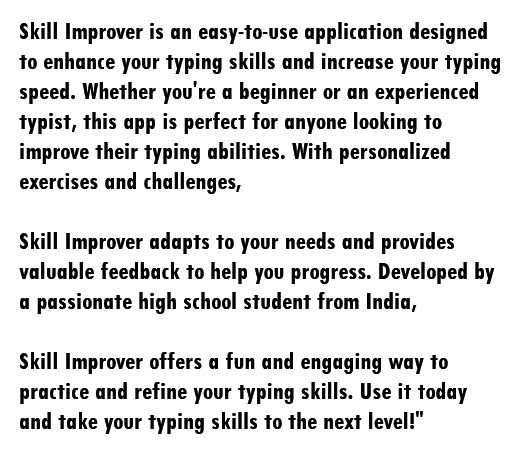 Skill Improver is an easy-to-use application designed
to enhance your typing skills and increase your typing
speed. Whether you're a beginner or an experienced
typist, this app is perfect for anyone looking to
improve their typing abilities. With personalized
exercises and challenges,
Skill Improver adapts to your needs and provides
valuable feedback to help you progress. Developed by
a passionate high school student from India,
Skill Improver offers a fun and engaging way to
practice and refine your typing skills. Use it today
and take your typing skills to the next level!"